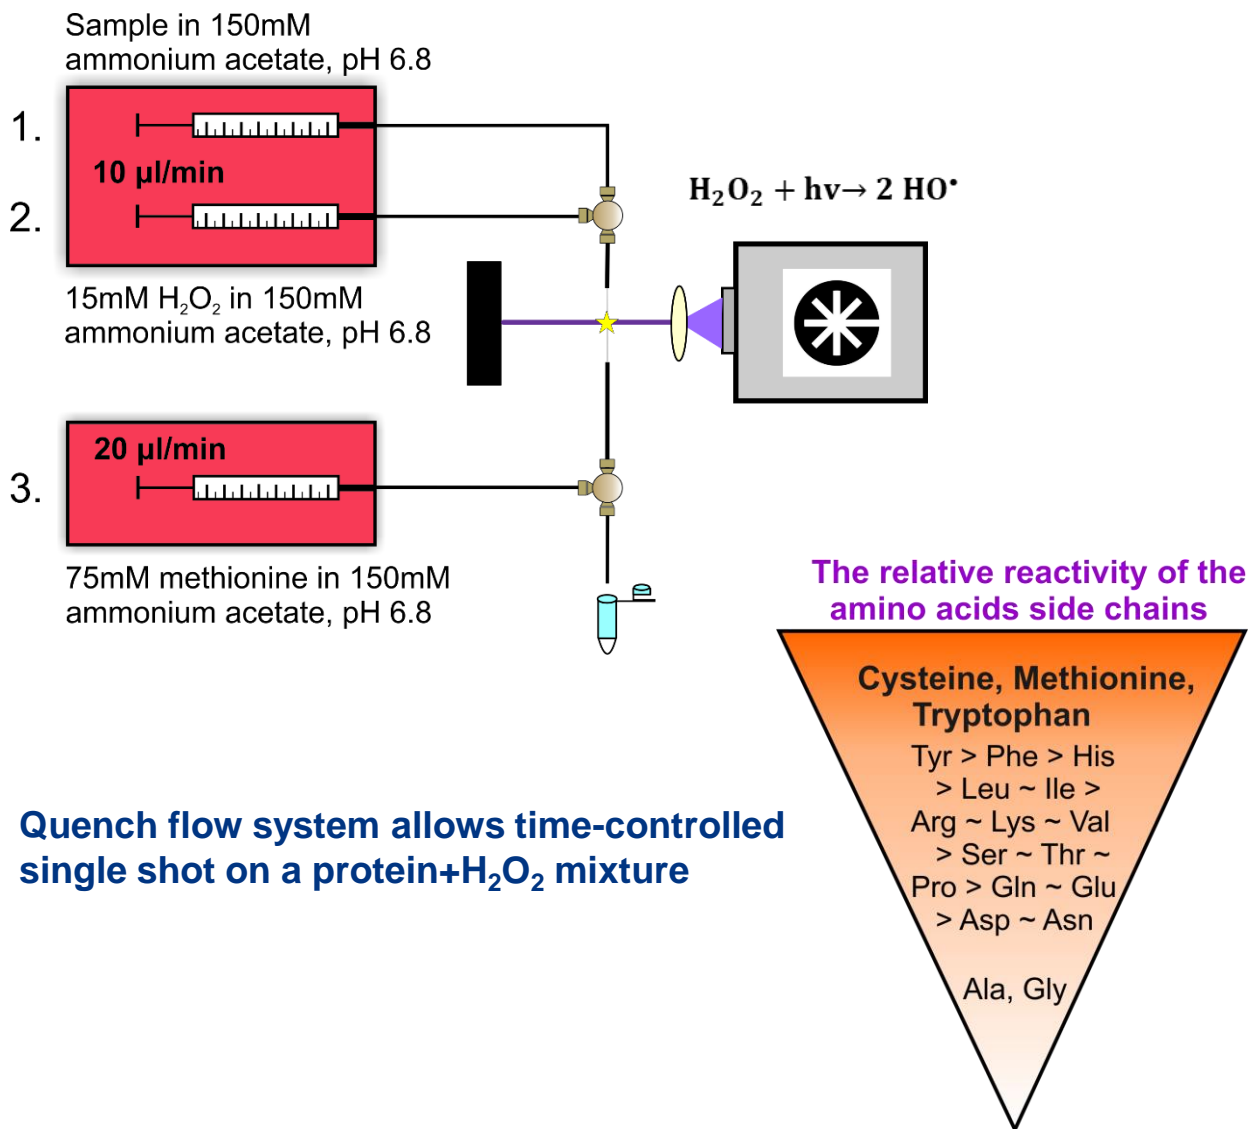 Sample in 150mM
ammonium acetate, pH 6.8
1.
10 µl/min
2.
15mM H₂O₂ in 150mM
ammonium acetate, pH 6.8
H₂O₂ + hν→ 2 HO•
20 µl/min
3.
75mM methionine in 150mM
ammonium acetate, pH 6.8
The relative reactivity of the
amino acids side chains
Cysteine, Methionine,
Tryptophan
Tyr > Phe > His
> Leu ~ Ile >
Arg ~ Lys ~ Val
> Ser ~ Thr ~
Pro > Gln ~ Glu
> Asp ~ Asn
Ala, Gly
Quench flow system allows time-controlled
single shot on a protein+H₂O₂ mixture